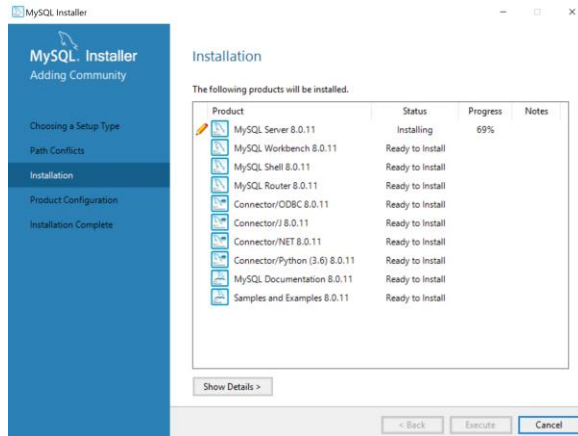 MySQL Installer
MySQL. Installer
Adding Community
Choosing a Setup Type
Path Conflicts
Installation
Product Configuration
Installation Complete
Installation
The following products will be installed.
Product Status Progress Notes
MySQL Server 8.0.11 Installing 69%
MySQL Workbench 8.0.11 Ready to Install
MySQL Shell 8.0.11 Ready to Install
MySQL Router 8.0.11 Ready to Install
Connector/ODBC 8.0.11 Ready to Install
Connector/J 8.0.11 Ready to Install
Connector/NET 8.0.11 Ready to Install
Connector/Python (3.6) 8.0.11 Ready to Install
MySQL Documentation 8.0.11 Ready to Install
Samples and Examples 8.0.11 Ready to Install
Show Details >
< Back Execute Cancel